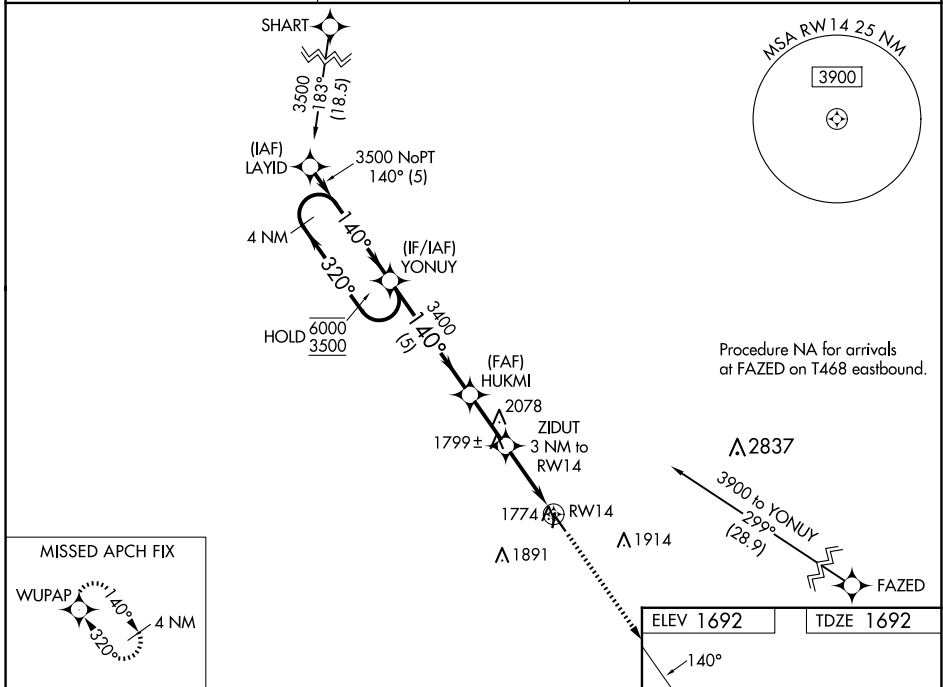 SHART
3500
183°
(18.5)
MSA RW14 25 NM
3900
(IAF)
LAYID
3500 NoPT
140° (5)
4 NM
140°
320°
(IF/IAF)
YONUY
HOLD
6000
3500
3400
140°
(5)
(FAF)
HUKMI
2078
1799±
ZIDUT
3 NM to
RW14
Procedure NA for arrivals
at FAZED on T468 eastbound.
2837
3900 to YONUY
299°
(28.9)
FAZED
1774
RW14
1914
1891
MISSED APCH FIX
WUPAP
140°
320°
4 NM
ELEV 1692
TDZE 1692
140°